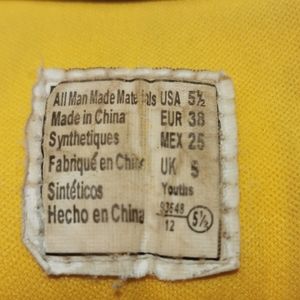 All Man Made Materials USA 5½
Made in China EUR 38
Synthetiques MEX 25
Fabriqué en Chine UK 5
Sintéticos Youths
Hecho en China
12 5½